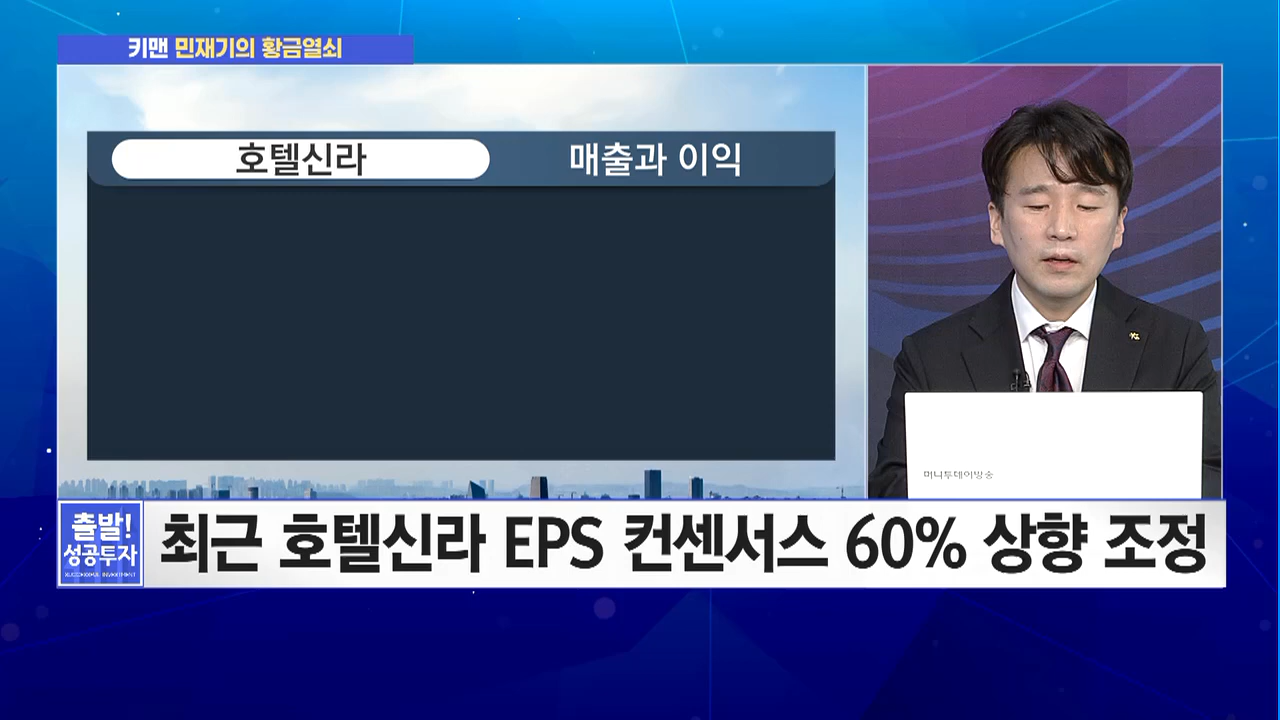 키맨 민재기의 황금열쇠
호텔신라
매출과 이익
머니투데이방송
출발!
성공투자
최근 호텔신라 EPS 컨센서스 60% 상향 조정